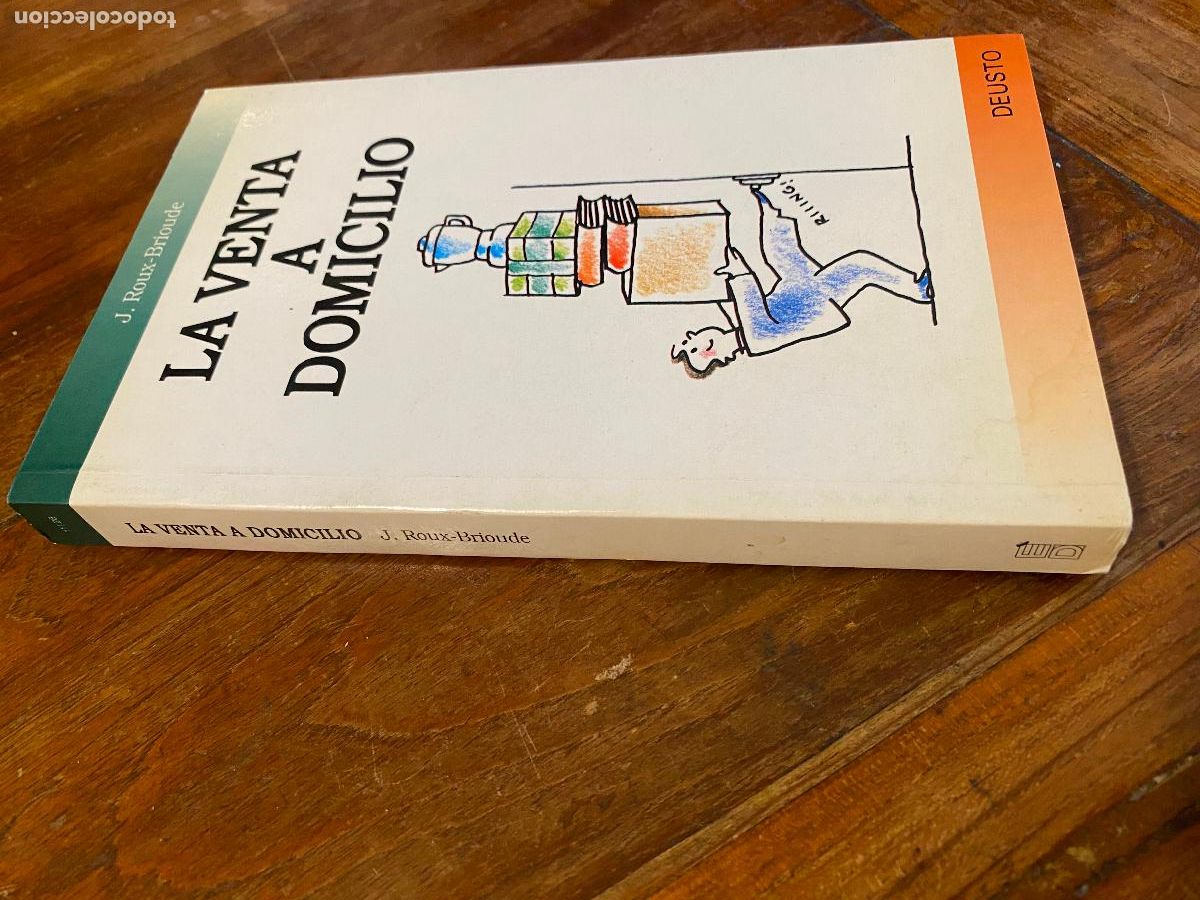 J. Roux-Brioude
LA VENTA
A
DOMICILIO
RIIING!
DEUSTO
LA VENTA A DOMICILIO J. Roux-Brioude
todocoleccion